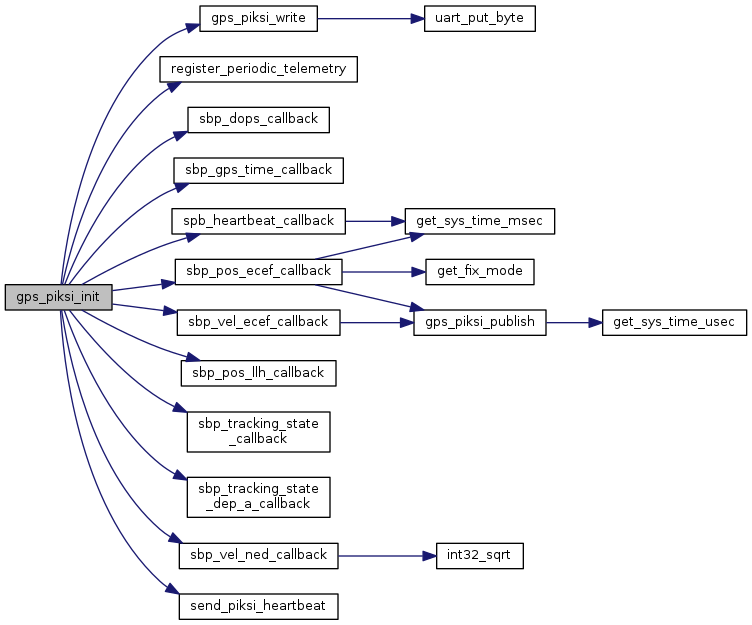 gps_piksi_write
uart_put_byte
register_periodic_telemetry
sbp_dops_callback
sbp_gps_time_callback
spb_heartbeat_callback
get_sys_time_msec
sbp_pos_ecef_callback
get_fix_mode
gps_piksi_init
sbp_vel_ecef_callback
gps_piksi_publish
get_sys_time_usec
sbp_pos_llh_callback
sbp_tracking_state
_callback
sbp_tracking_state
_dep_a_callback
sbp_vel_ned_callback
int32_sqrt
send_piksi_heartbeat